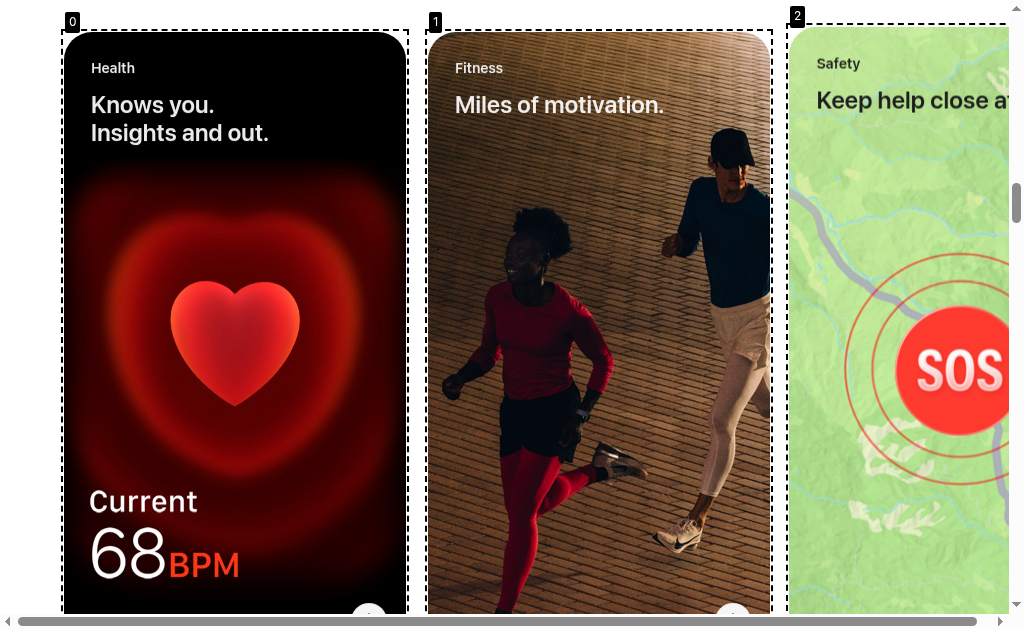 0
Health
Knows you.
Insights and out.
Current
68BPM
1
Fitness
Miles of motivation.
2
Safety
Keep help close
SOS